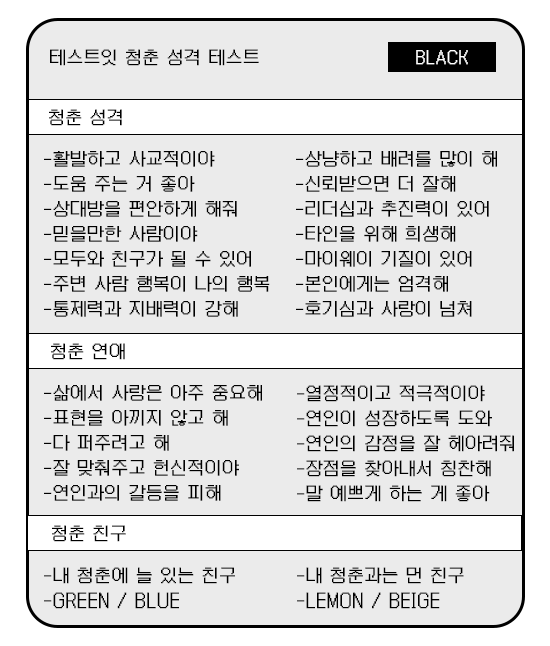 테스트잇 청춘 성격 테스트 BLACK
청춘 성격
-활발하고 사교적이야 -상냥하고 배려를 많이 해
-도움 주는 거 좋아 -신뢰받으면 더 잘해
-상대방을 편안하게 해줘 -리더십과 추진력이 있어
-믿을만한 사람이야 -타인을 위해 희생해
-모두와 친구가 될 수 있어 -마이웨이 기질이 있어
-주변 사람 행복이 나의 행복 -본인에게는 엄격해
-통제력과 지배력이 강해 -호기심과 사랑이 넘쳐
청춘 연애
-삶에서 사랑은 아주 중요해 -열정적이고 적극적이야
-표현을 아끼지 않고 해 -연인이 성장하도록 도와
-다 퍼주려고 해 -연인의 감정을 잘 헤아려줘
-잘 맞춰주고 헌신적이야 -장점을 찾아내서 칭찬해
-연인과의 갈등을 피해 -말 예쁘게 하는 게 좋아
청춘 친구
-내 청춘에 늘 있는 친구 -내 청춘과는 먼 친구
-GREEN / BLUE -LEMON / BEIGE